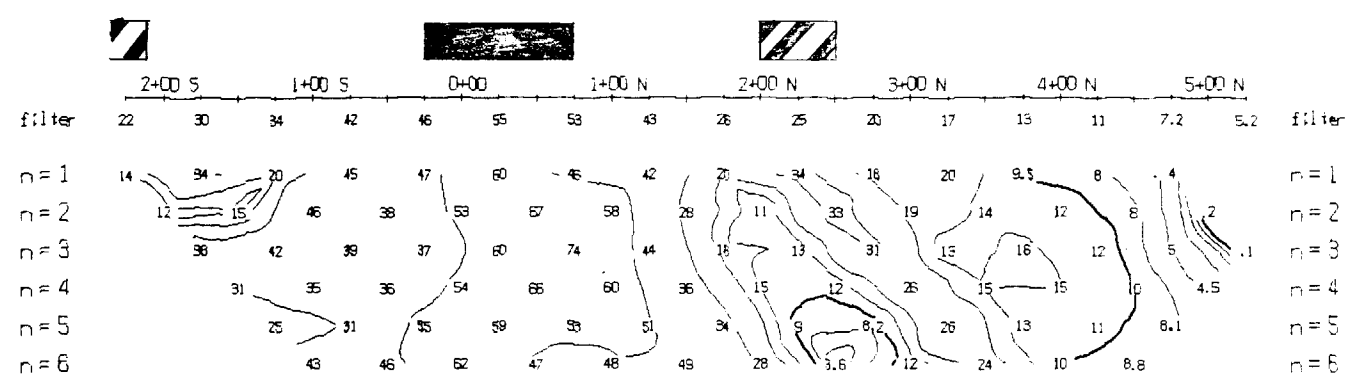 2+00 S 1+00 S 0+00 1+00 N 2+00 N 3+00 N 4+00 N 5+00 N
filter 22 30 34 42 46 55 53 43 26 25 20 17 13 11 7.2 5.2 filter
n=1 14 34 20 45 47 60 46 42 20 34 18 20 9.5 8 4 n=1
n=2 12 15 46 38 53 67 58 28 11 33 19 14 12 8 2 n=2
n=3 38 42 39 37 60 74 44 18 13 31 13 16 12 5 .1 n=3
n=4 31 35 36 54 66 60 36 15 12 26 15 15 10 4.5 n=4
n=5 25 31 35 59 53 51 34 9 8.2 26 13 11 8.1 n=5
n=6 43 46 62 47 48 49 28 12 24 10 8.8 n=6